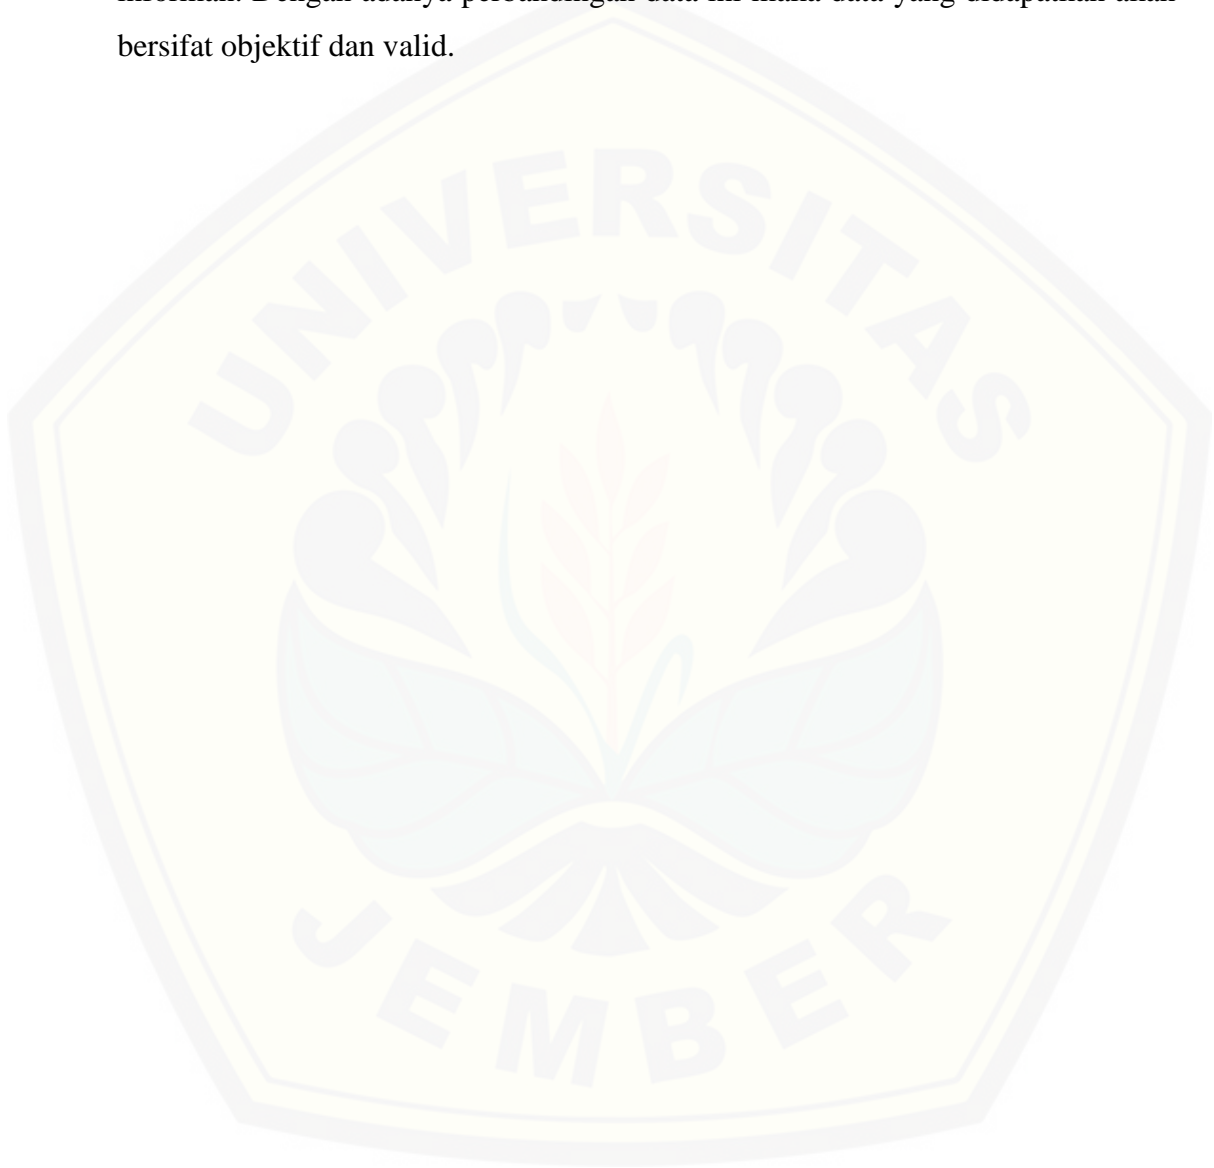 informan. Dengan adanya perbandingan data ini maka data yang didapatkan akan
bersifat objektif dan valid.
UNIVERSITAS
JEMBER